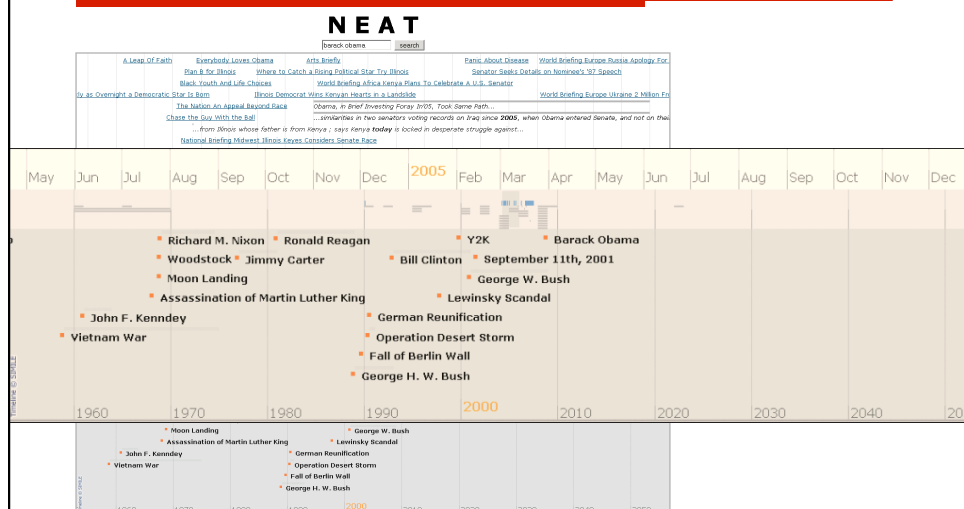 NEAT
barack obama search
A Leap Of Faith Everybody Loves Obama Arts Briefly Panic About Disease World Briefing Europe Russia Apology For
Plan B for Illinois Where to Catch a Rising Political Star Try Illinois Senator Seeks Details on Nominee's '87 Speech
Black Youth And Life Choices World Briefing Africa Kenya Plans To Celebrate A U.S. Senator
ly as Overnight a Democratic Star Is Born Illinois Democrat Wins Kenyan Hearts in a Landslide World Briefing Europe Ukraine 2 Million Fr
The Nation An Appeal Beyond Race Obama, in Brief Investing Foray In'05, Took Same Path...
Chase the Guy With the Ball ...similarities in two senators voting records on Iraq since 2005, when Obama entered Senate, and not on thei
...from Illinois whose father is from Kenya ; says Kenya today is locked in desperate struggle against...
National Briefing Midwest Illinois Keyes Considers Senate Race
May Jun Jul Aug Sep Oct Nov Dec 2005 Feb Mar Apr May Jun Jul Aug Sep Oct Nov Dec
Richard M. Nixon Ronald Reagan Y2K Barack Obama
Woodstock Jimmy Carter Bill Clinton September 11th, 2001
Moon Landing George W. Bush
Assassination of Martin Luther King Lewinsky Scandal
John F. Kenndey German Reunification
Vietnam War Operation Desert Storm
Fall of Berlin Wall
George H. W. Bush
Timeline © SIMILE
1960 1970 1980 1990 2000 2010 2020 2030 2040 20
Moon Landing George W. Bush
Assassination of Martin Luther King Lewinsky Scandal
John F. Kenndey German Reunification
Vietnam War Operation Desert Storm
Fall of Berlin Wall
George H. W. Bush
1960 1970 1980 1990 2000 2010 2020 2030 2040 2050